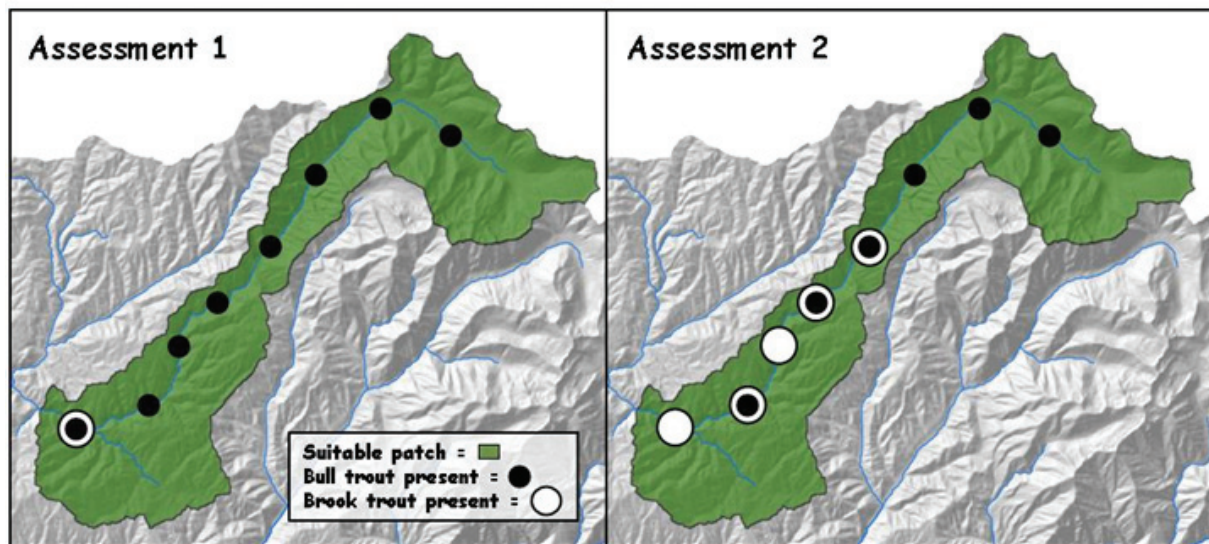 Assessment 1
Assessment 2
Suitable patch =
Bull trout present =
Brook trout present =